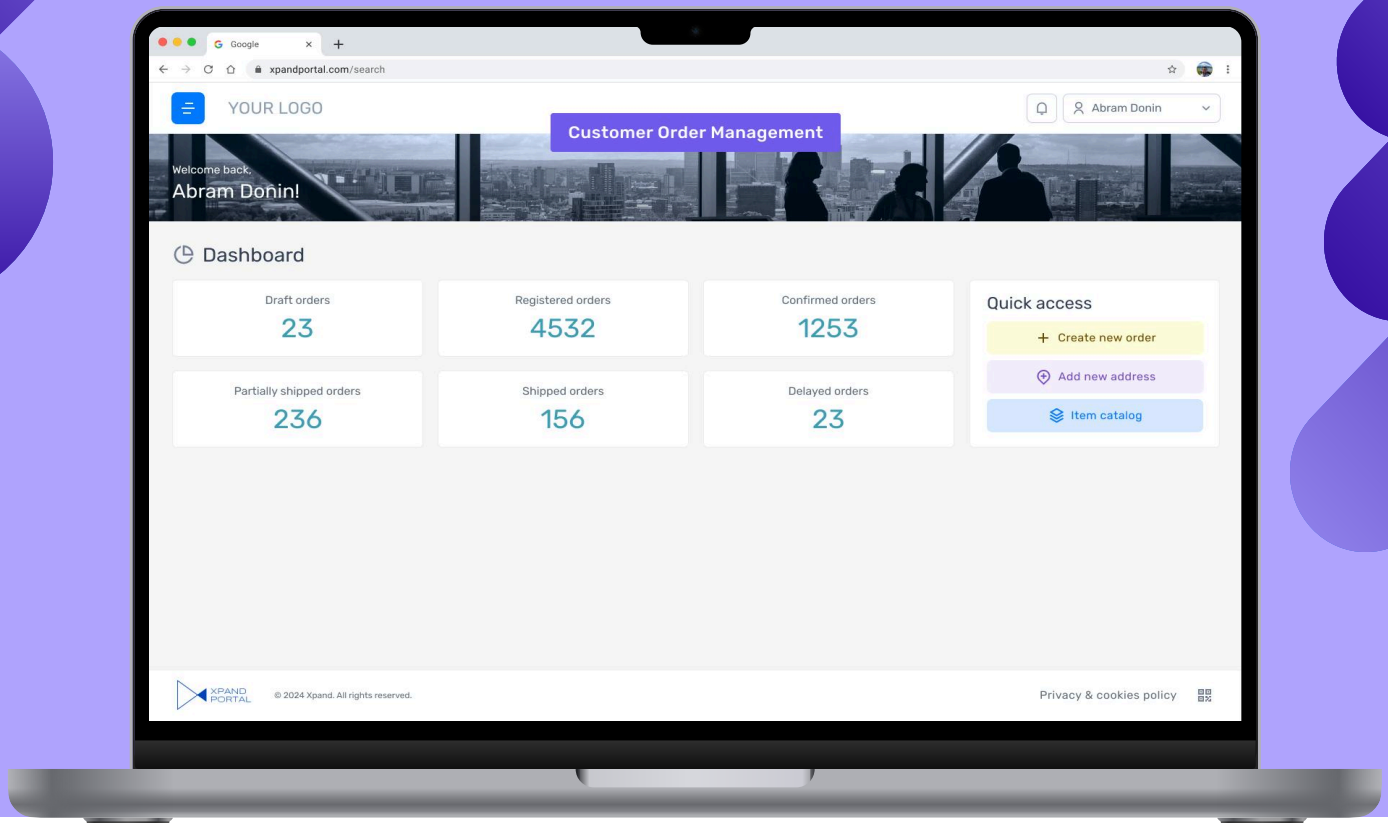 Google
xpandportal.com/search
YOUR LOGO
Abram Donin
Customer Order Management
Welcome back,
Abram Donin!
Dashboard
Draft orders
23
Registered orders
4532
Confirmed orders
1253
Partially shipped orders
236
Shipped orders
156
Delayed orders
23
Quick access
Create new order
Add new address
Item catalog
XPAND
PORTAL
© 2024 Xpand. All rights reserved.
Privacy & cookies policy